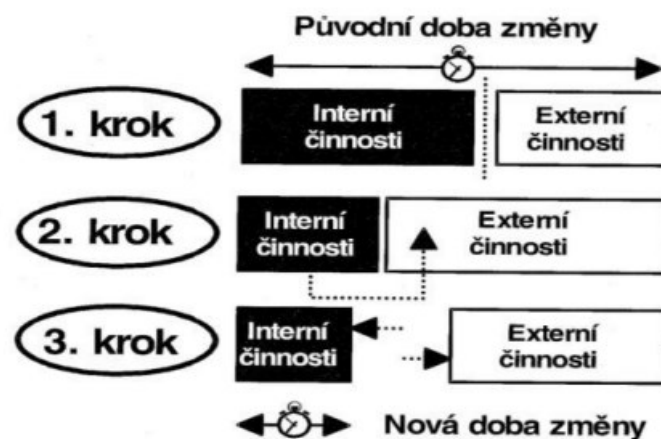 Původní doba změny
1. krok
Interní
činnosti
Externí
činnosti
2. krok
Interní
činnosti
Externí
činnosti
3. krok
Interní
činnosti
Externí
činnosti
Nová doba změny